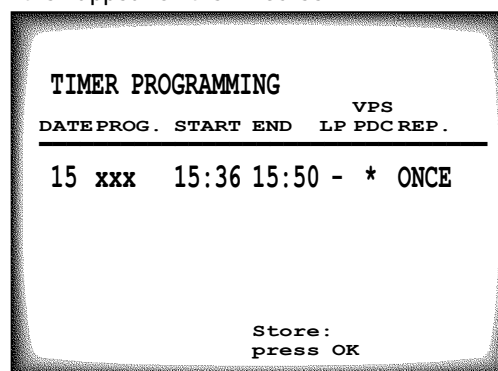 TIMER PROGRAMMING
VPS
DATE PROG. START END LP PDC REP.
15 xxx 15:36 15:50 - * ONCE
Store:
press OK